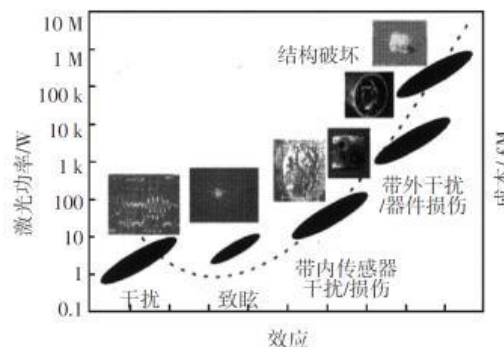 激光功率/W
10 M
1 M
100 k
10 k
1 k
100
10
1
0.1
结构破坏
带外干扰
/器件损伤
带内传感器
干扰/损伤
干扰
致眩
效应
成本/£M